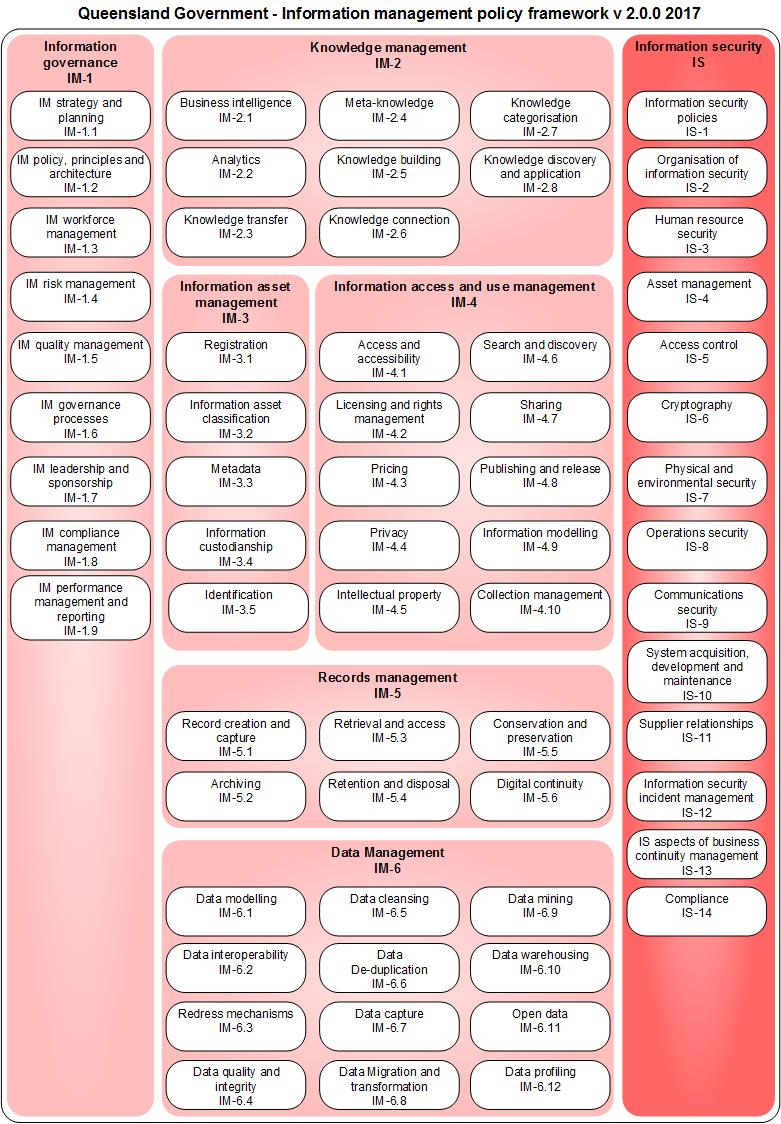 Queensland Government - Information management policy framework v 2.0.0 2017
Information
governance
IM-1
IM strategy and
planning
IM-1.1
IM policy, principles and
architecture
IM-1.2
IM workforce
management
IM-1.3
IM risk management
IM-1.4
IM quality management
IM-1.5
IM governance
processes
IM-1.6
IM leadership and
sponsorship
IM-1.7
IM compliance
management
IM-1.8
IM performance
management and
reporting
IM-1.9
Knowledge management
IM-2
Business intelligence
IM-2.1
Analytics
IM-2.2
Knowledge transfer
IM-2.3
Meta-knowledge
IM-2.4
Knowledge building
IM-2.5
Knowledge connection
IM-2.6
Knowledge
categorisation
IM-2.7
Knowledge discovery
and application
IM-2.8
Information asset
management
IM-3
Registration
IM-3.1
Information asset
classification
IM-3.2
Metadata
IM-3.3
Information
custodianship
IM-3.4
Identification
IM-3.5
Information access and use management
IM-4
Access and
accessibility
IM-4.1
Licensing and rights
management
IM-4.2
Pricing
IM-4.3
Privacy
IM-4.4
Intellectual property
IM-4.5
Search and discovery
IM-4.6
Sharing
IM-4.7
Publishing and release
IM-4.8
Information modelling
IM-4.9
Collection management
IM-4.10
Records management
IM-5
Record creation and
capture
IM-5.1
Archiving
IM-5.2
Retrieval and access
IM-5.3
Retention and disposal
IM-5.4
Conservation and
preservation
IM-5.5
Digital continuity
IM-5.6
Data Management
IM-6
Data modelling
IM-6.1
Data interoperability
IM-6.2
Redress mechanisms
IM-6.3
Data quality and
integrity
IM-6.4
Data cleansing
IM-6.5
Data
De-duplication
IM-6.6
Data capture
IM-6.7
Data Migration and
transformation
IM-6.8
Data mining
IM-6.9
Data warehousing
IM-6.10
Open data
IM-6.11
Data profiling
IM-6.12
Information security
IS
Information security
policies
IS-1
Organisation of
information security
IS-2
Human resource
security
IS-3
Asset management
IS-4
Access control
IS-5
Cryptography
IS-6
Physical and
environmental security
IS-7
Operations security
IS-8
Communications
security
IS-9
System acquisition,
development and
maintenance
IS-10
Supplier relationships
IS-11
Information security
incident management
IS-12
IS aspects of business
continuity management
IS-13
Compliance
IS-14